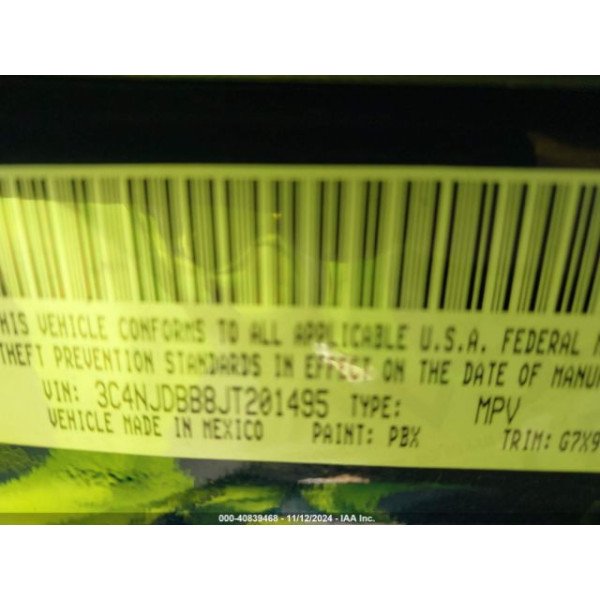 HIS VEHICLE CONFORMS TO ALL APPLICABLE U.S.A. FEDERAL M
THEFT PREVENTION STANDARDS IN EFFECT ON THE DATE OF MANU
VIN: 3C4NJDBB8JT201495 TYPE: MPV
VEHICLE MADE IN MEXICO PAINT: PBX TRIM: G7X9
000-40839468 - 11/12/2024 - IAA Inc.